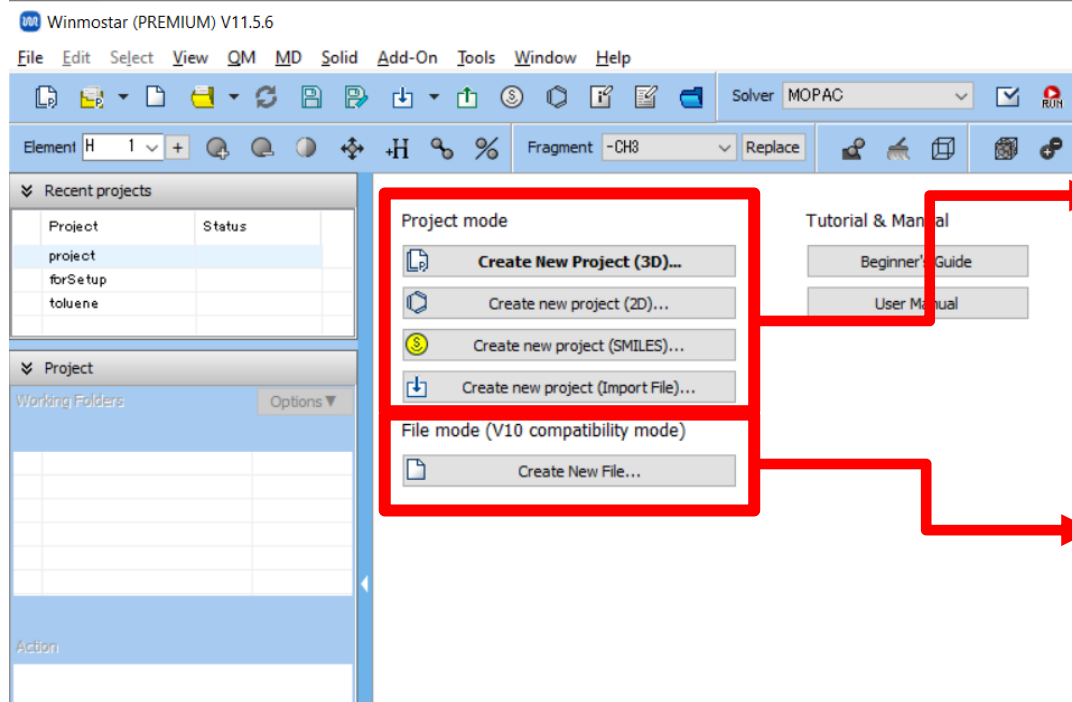 Winmostar (PREMIUM) V11.5.6
File Edit Select View QM MD Solid Add-On Tools Window Help
Solver MOPAC RUN
Element H 1 + +H Fragment -CH3 Replace
Recent projects
Project Status
project
forSetup
toluene
Project
Working Folders Options▼
Action
Project mode
Create New Project (3D)...
Create new project (2D)...
Create new project (SMILES)...
Create new project (Import File)...
File mode (V10 compatibility mode)
Create New File...
Tutorial & Manual
Beginner's Guide
User Manual